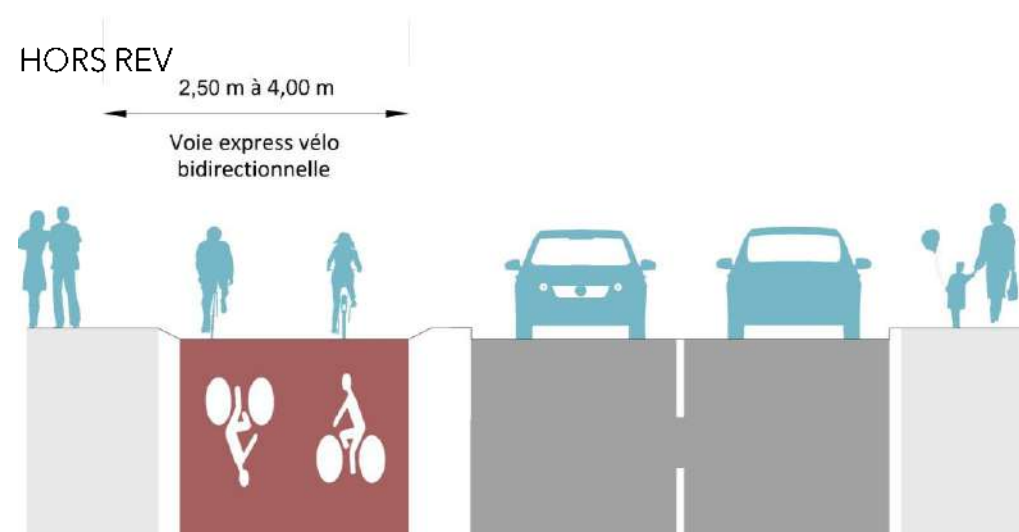 HORS REV
2,50 m à 4,00 m
Voie express vélo
bidirectionnelle